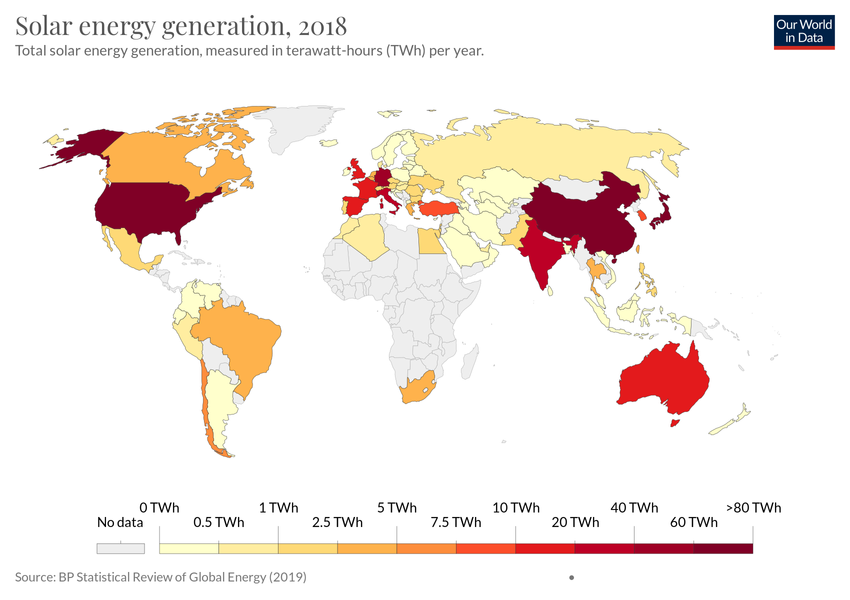 Solar energy generation, 2018
Total solar energy generation, measured in terawatt-hours (TWh) per year.
Our World
in Data
No data
0 TWh
0.5 TWh
1 TWh
2.5 TWh
5 TWh
7.5 TWh
10 TWh
20 TWh
40 TWh
60 TWh
>80 TWh
Source: BP Statistical Review of Global Energy (2019)